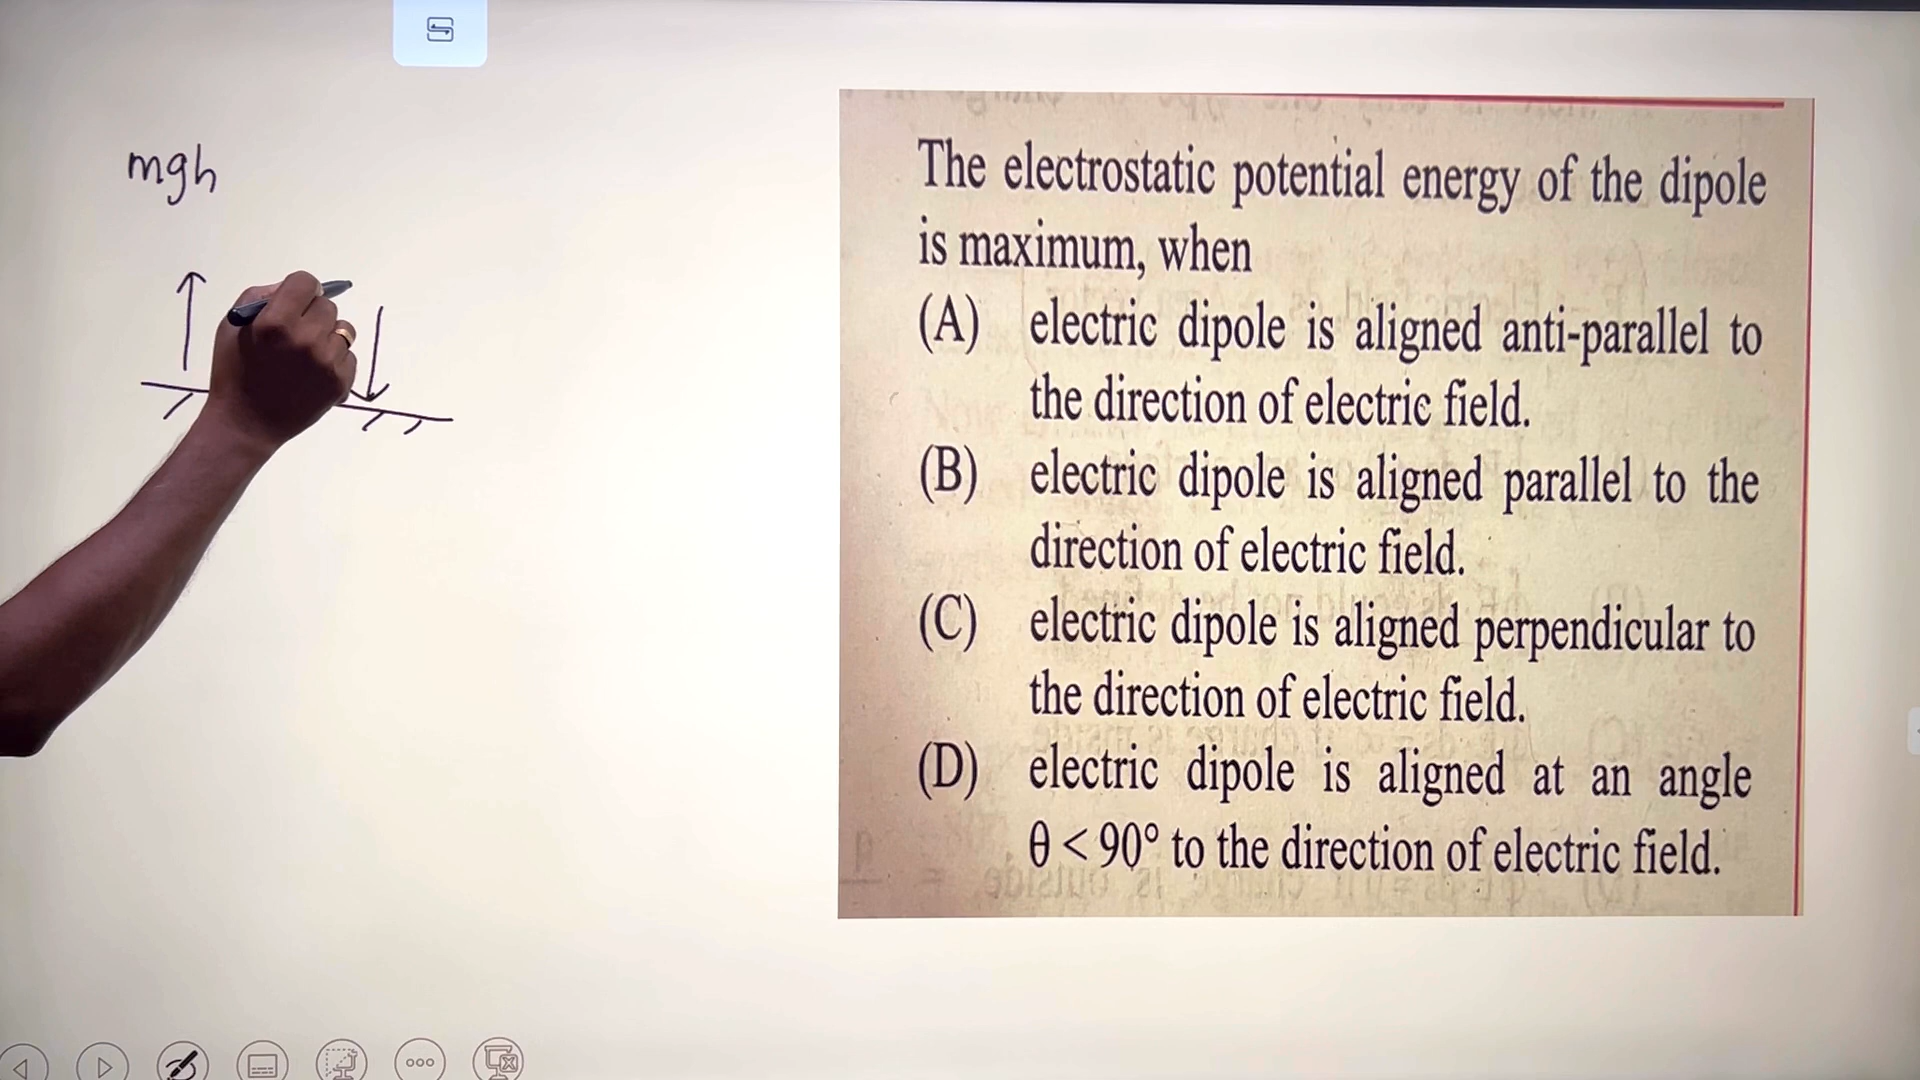 mgh
The electrostatic potential energy of the dipole
is maximum, when
(A) electric dipole is aligned anti-parallel to
the direction of electric field.
(B) electric dipole is aligned parallel to the
direction of electric field.
(C) electric dipole is aligned perpendicular to
the direction of electric field.
(D) electric dipole is aligned at an angle
θ < 90° to the direction of electric field.